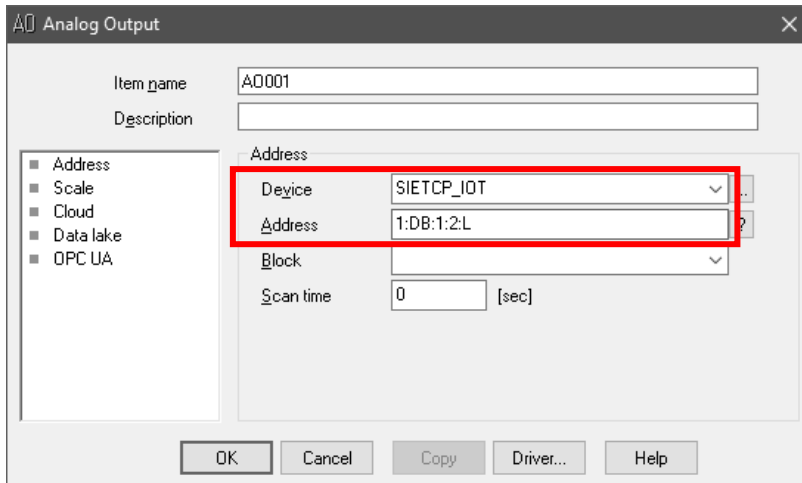 AO Analog Output
Item name AO001
Description
Address
Scale
Cloud
Data lake
OPC UA
Address
Device SIETCP_IOT ..
Address 1:DB:1:2:L ?
Block
Scan time 0 [sec]
OK Cancel Copy Driver... Help